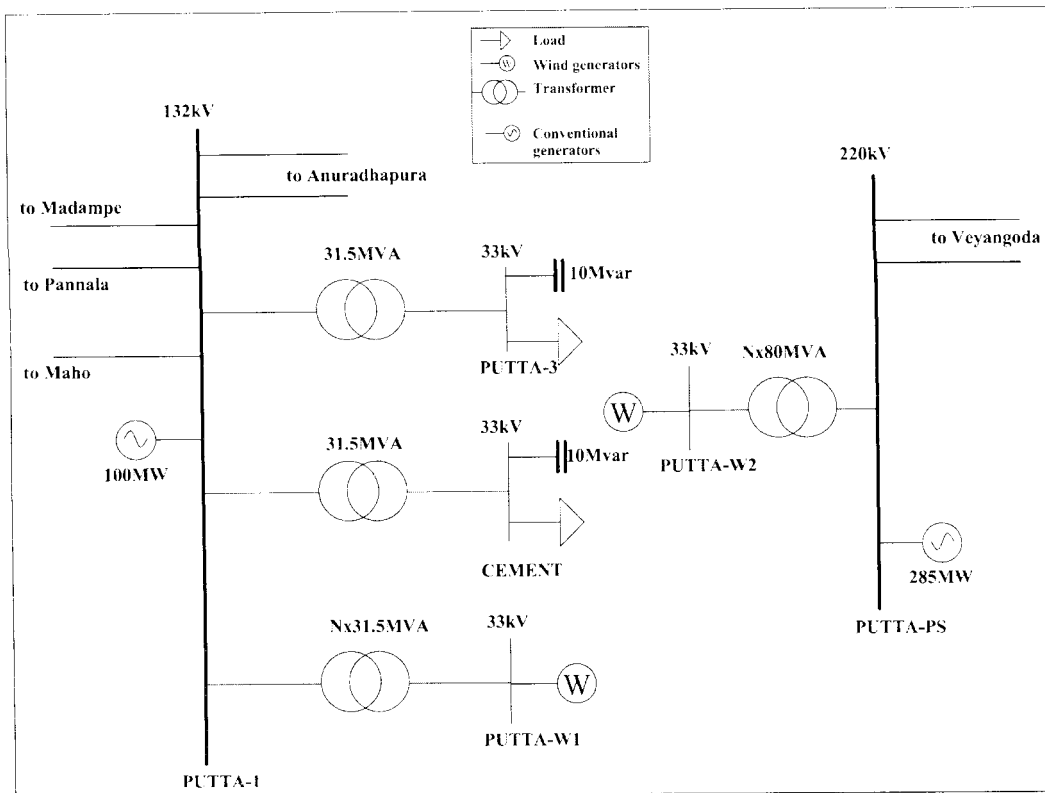 Load
Wind generators
Transformer
Conventional
generators
132kV
220kV
to Anuradhapura
to Madampe
to Veyangoda
31.5MVA
33kV
10Mvar
to Pannala
PUTTA-3
to Maho
33kV
Nx80MVA
W
PUTTA-W2
100MW
31.5MVA
33kV
10Mvar
CEMENT
285MW
PUTTA-PS
Nx31.5MVA
33kV
W
PUTTA-W1
PUTTA-1